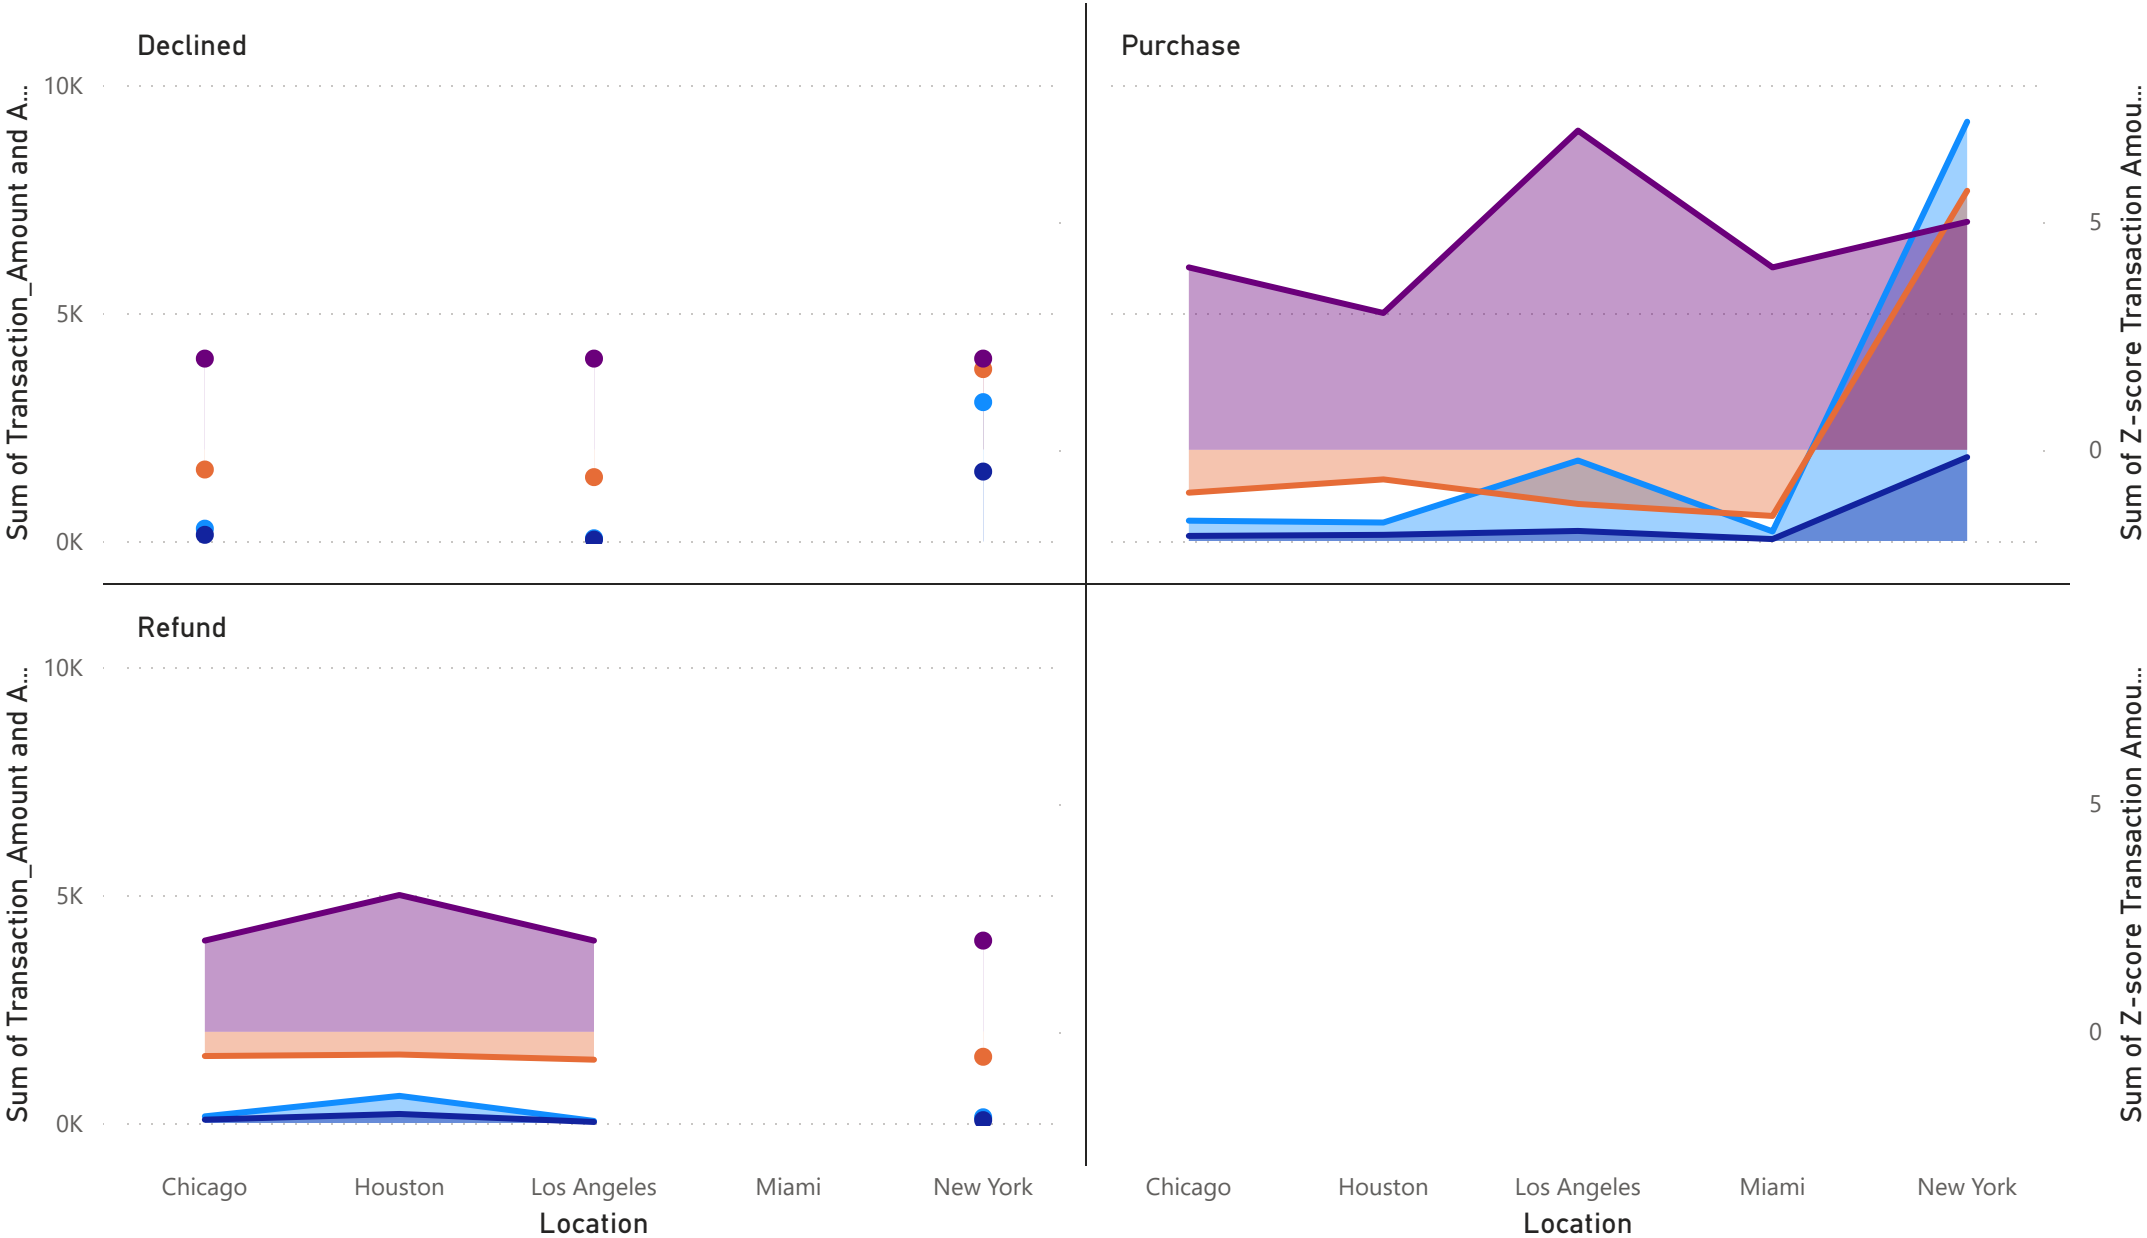 Declined
Purchase
Sum of Transaction_Amount and A...
10K
5K
0K
5
0
Sum of Z-score Transaction Amou...
Refund
Sum of Transaction_Amount and A...
10K
5K
0K
5
0
Sum of Z-score Transaction Amou...
Chicago Houston Los Angeles Miami New York
Chicago Houston Los Angeles Miami New York
Location
Location